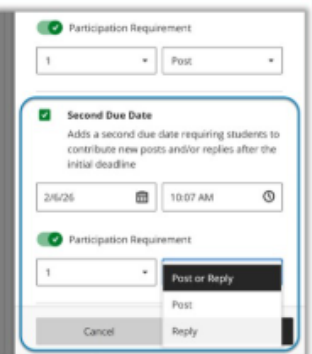 Participation Requirement
1 Post
Second Due Date
Adds a second due date requiring students to
contribute new posts and/or replies after the
initial deadline
2/6/26 10:07 AM
Participation Requirement
1 Post or Reply
Post
Cancel Reply